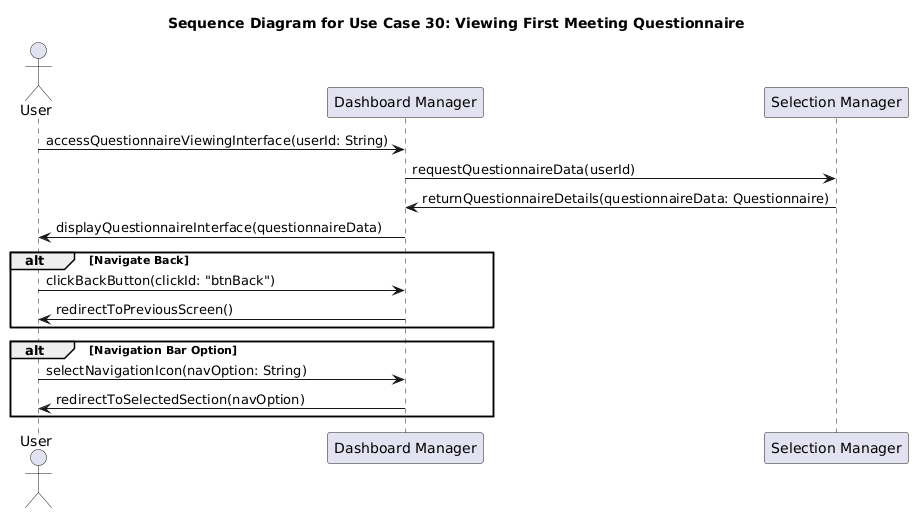 Sequence Diagram for Use Case 30: Viewing First Meeting Questionnaire
User
Dashboard Manager
Selection Manager
accessQuestionnaireViewingInterface(userId: String)
requestQuestionnaireData(userId)
returnQuestionnaireDetails(questionnaireData: Questionnaire)
displayQuestionnaireInterface(questionnaireData)
alt [Navigate Back]
clickBackButton(clickId: "btnBack")
redirectToPreviousScreen()
alt [Navigation Bar Option]
selectNavigationIcon(navOption: String)
redirectToSelectedSection(navOption)
User
Dashboard Manager
Selection Manager